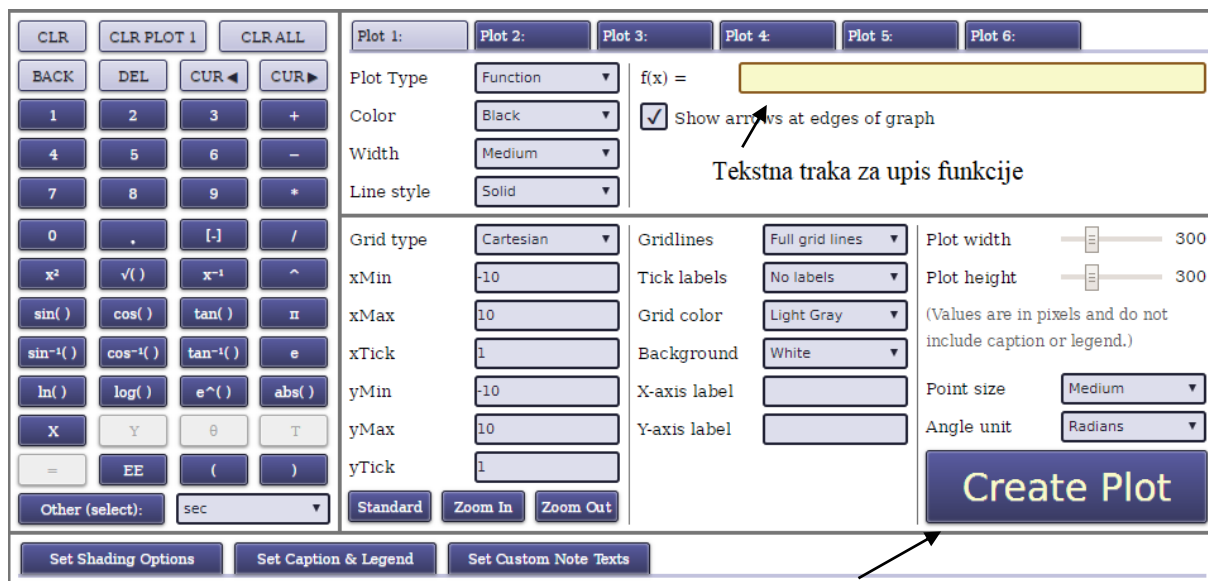 CLR CLR PLOT 1 CLR ALL
BACK DEL CUR◀ CUR▶
1 2 3 +
4 5 6 −
7 8 9 *
0 . [-] /
x² √( ) x⁻¹ ^
sin( ) cos( ) tan( ) π
sin⁻¹( ) cos⁻¹( ) tan⁻¹( ) e
ln( ) log( ) e^( ) abs( )
X Y θ T
= EE ( )
Other (select): sec
Plot 1: Plot 2: Plot 3: Plot 4: Plot 5: Plot 6:
Plot Type Function
Color Black
Width Medium
Line style Solid
f(x) =
Show arrows at edges of graph
Tekstna traka za upis funkcije
Grid type Cartesian
xMin -10
xMax 10
xTick 1
yMin -10
yMax 10
yTick 1
Standard Zoom In Zoom Out
Gridlines Full grid lines
Tick labels No labels
Grid color Light Gray
Background White
X-axis label
Y-axis label
Plot width 300
Plot height 300
(Values are in pixels and do not
include caption or legend.)
Point size Medium
Angle unit Radians
Create Plot
Set Shading Options Set Caption & Legend Set Custom Note Texts